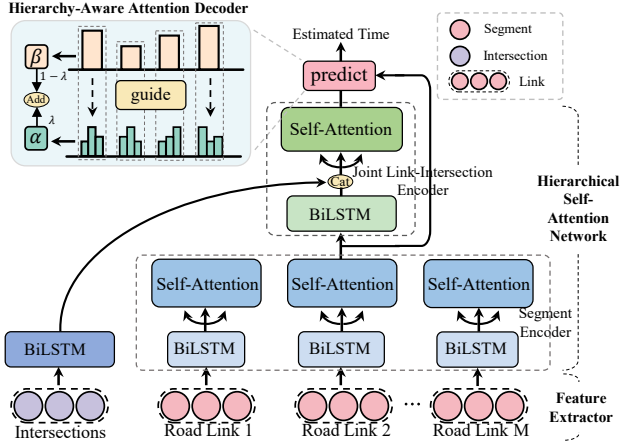 Hierarchy-Aware Attention Decoder
β
1 − λ
Add
λ
α
guide
Estimated Time
predict
Segment
Intersection
Link
Self-Attention
Joint Link-Intersection
Encoder
Cat
BiLSTM
Hierarchical
Self-
Attention
Network
Self-Attention
Self-Attention
Self-Attention
Segment
Encoder
BiLSTM
BiLSTM
BiLSTM
BiLSTM
Feature
Extractor
Intersections
Road Link 1
Road Link 2
...
Road Link M